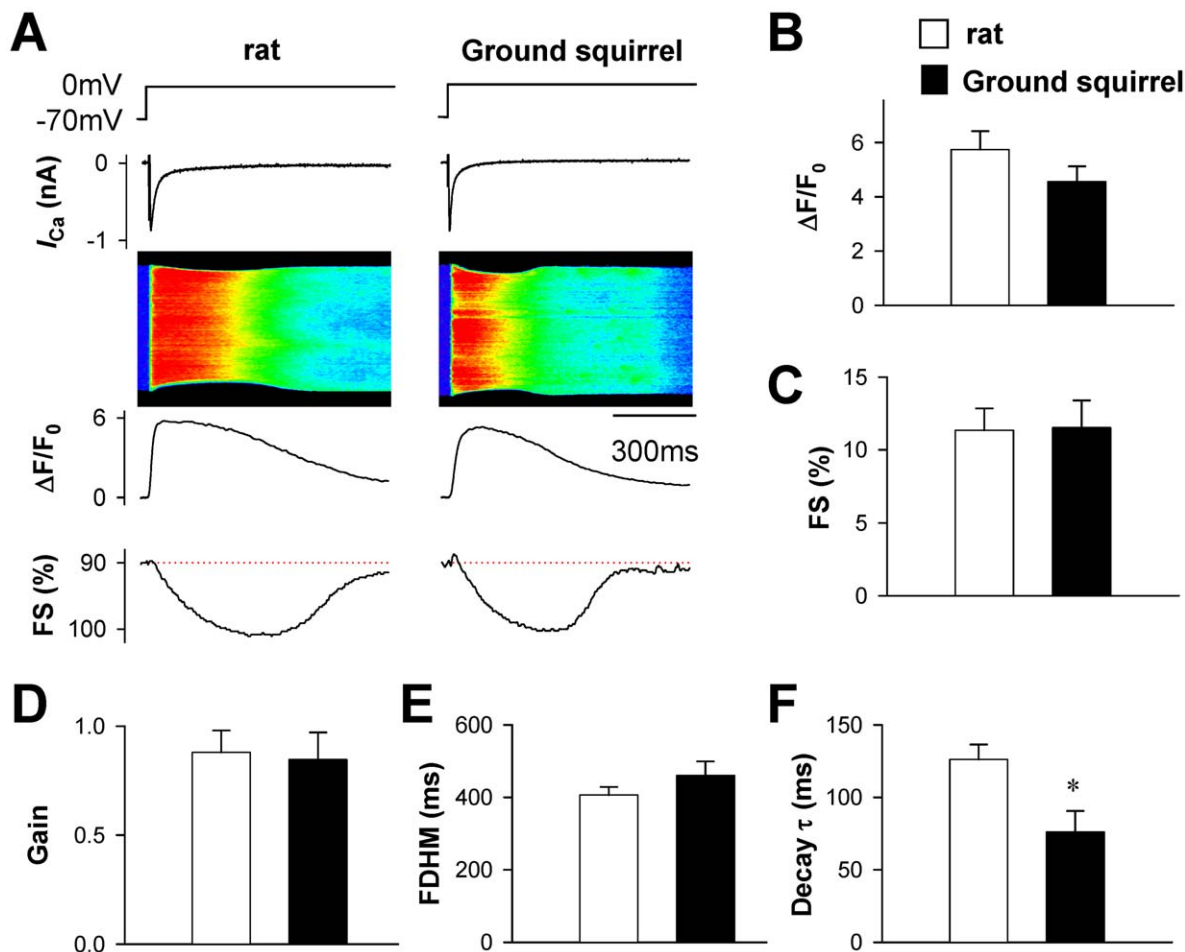 A
rat
Ground squirrel
0mV
-70mV
0
I_Ca (nA)
-1
6
ΔF/F₀
0
300ms
90
FS (%)
100
B
rat
Ground squirrel
6
4
2
0
ΔF/F₀
C
15
10
5
0
FS (%)
D
1.0
0.5
0.0
Gain
E
600
400
200
0
FDHM (ms)
F
150
100
50
0
Decay τ (ms)
*